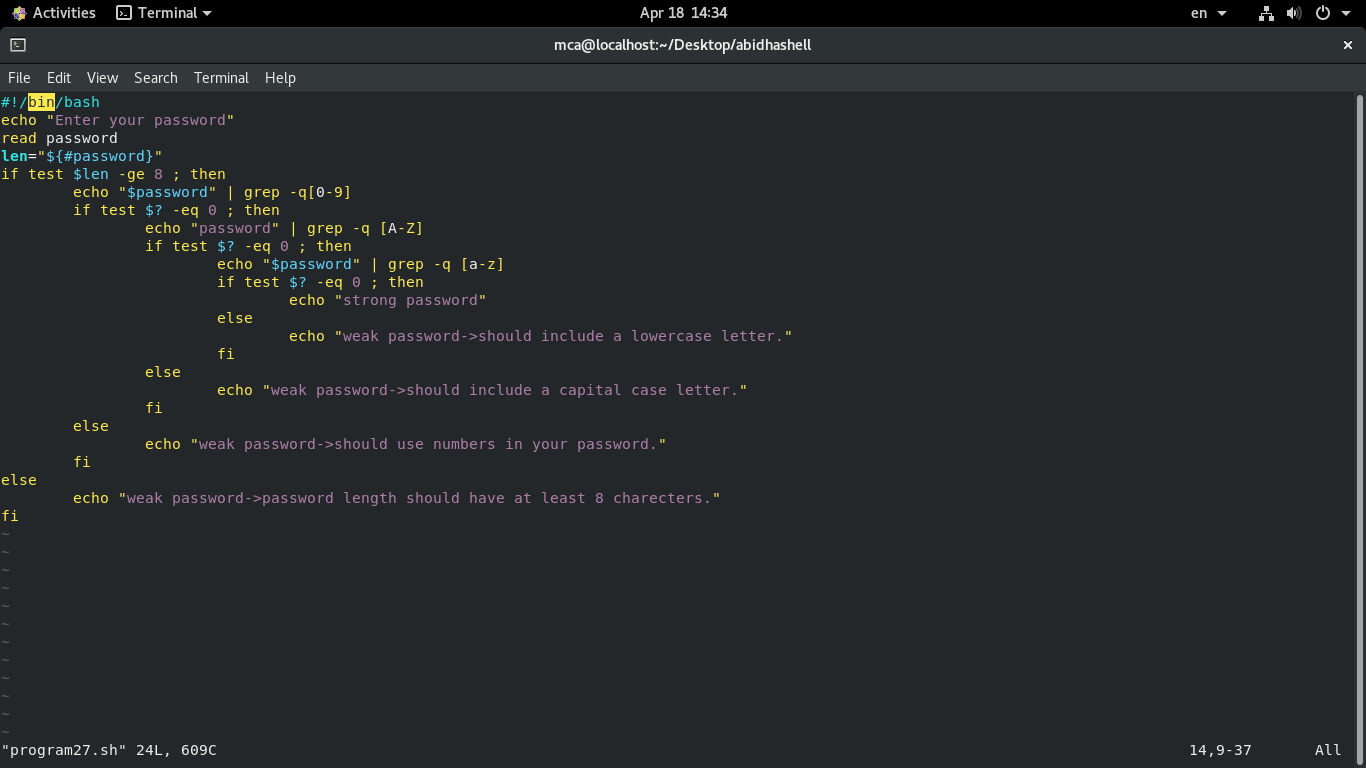 Activities Terminal Apr 18 14:34 en
mca@localhost:~/Desktop/abidhashell ×
File Edit View Search Terminal Help
#!/bin/bash
echo "Enter your password"
read password
len="${#password}"
if test $len -ge 8 ; then
        echo "$password" | grep -q[0-9]
        if test $? -eq 0 ; then
                echo "password" | grep -q [A-Z]
                if test $? -eq 0 ; then
                        echo "$password" | grep -q [a-z]
                        if test $? -eq 0 ; then
                                echo "strong password"
                        else
                                echo "weak password->should include a lowercase letter."
                        fi
                else
                        echo "weak password->should include a capital case letter."
                fi
        else
                echo "weak password->should use numbers in your password."
        fi
else
        echo "weak password->password length should have at least 8 charecters."
fi
~
~
~
~
~
~
~
~
~
~
~
~
"program27.sh" 24L, 609C 14,9-37 All